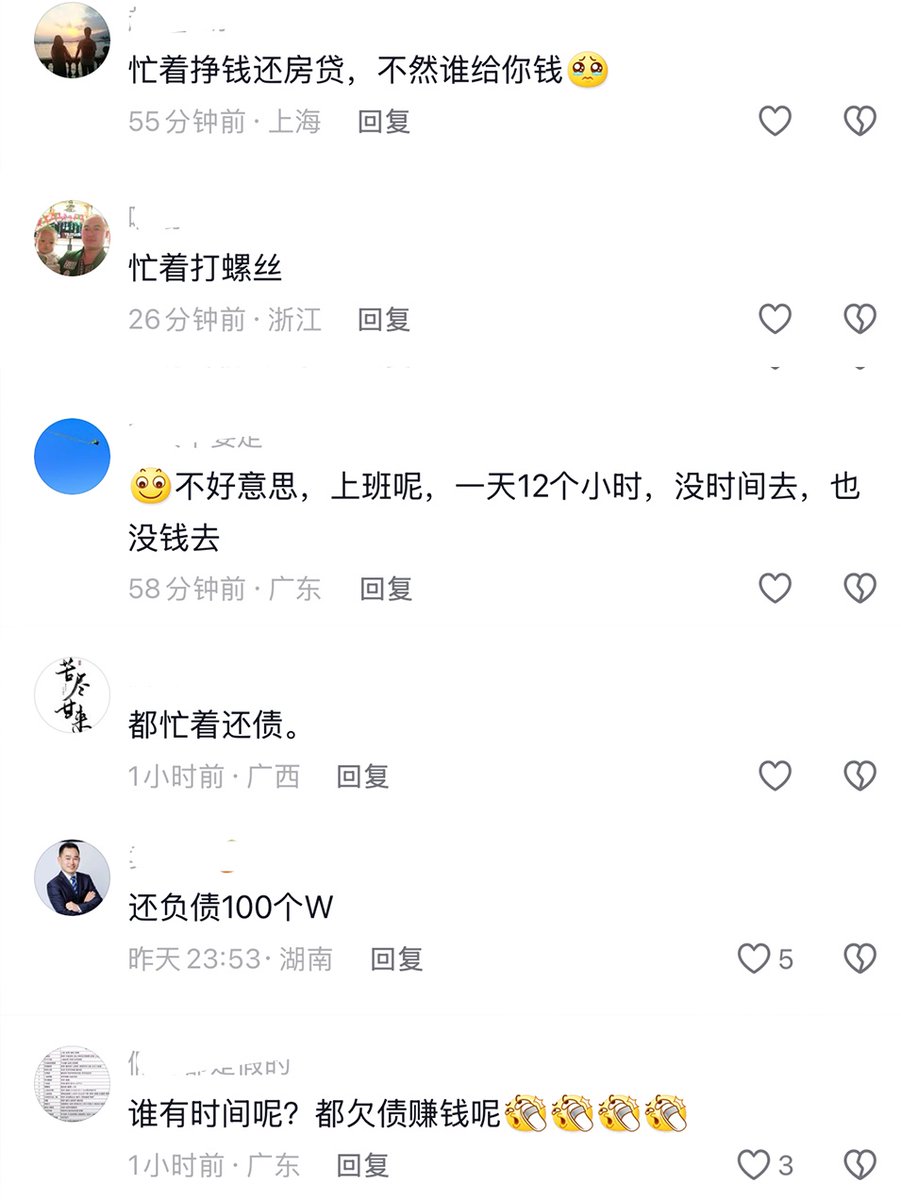 忙着挣钱还房贷，不然谁给你钱🥹
55分钟前·上海 回复
忙着打螺丝
26分钟前·浙江 回复
不好意思，上班呢，一天12个小时，没时间去，也
没钱去
58分钟前·广东 回复
苦尽甘来
都忙着还债。
1小时前·广西 回复
还负债100个W
昨天23:53·湖南 回复
5
谁有时间呢？都欠债赚钱呢
1小时前·广东 回复
3